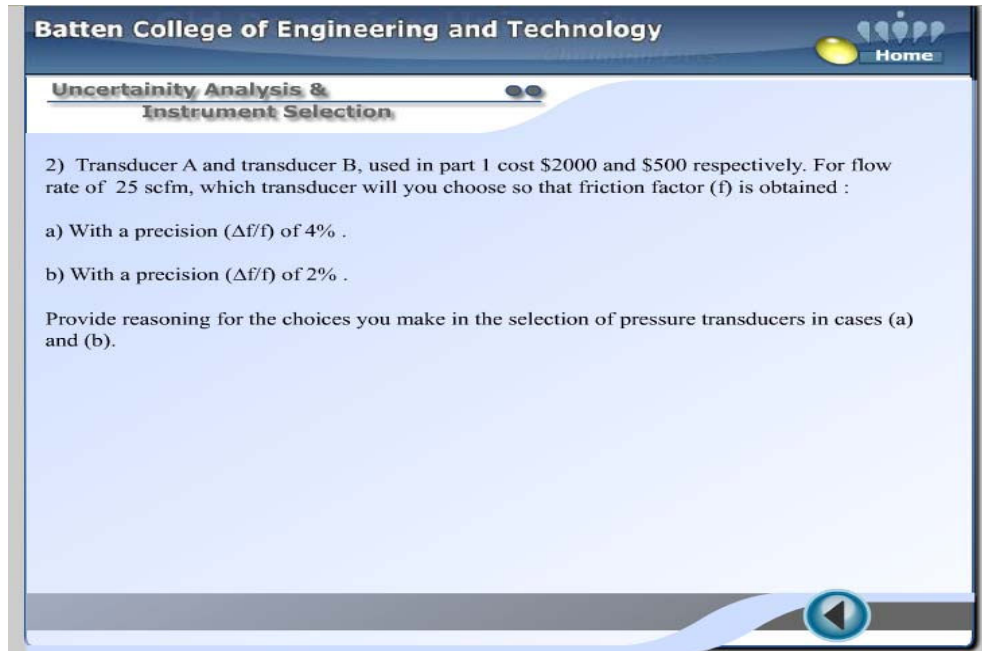 Batten College of Engineering and Technology
Home
Uncertainity Analysis &
Instrument Selection
2) Transducer A and transducer B, used in part 1 cost $2000 and $500 respectively. For flow
rate of 25 scfm, which transducer will you choose so that friction factor (f) is obtained :
a) With a precision (Δf/f) of 4% .
b) With a precision (Δf/f) of 2% .
Provide reasoning for the choices you make in the selection of pressure transducers in cases (a)
and (b).